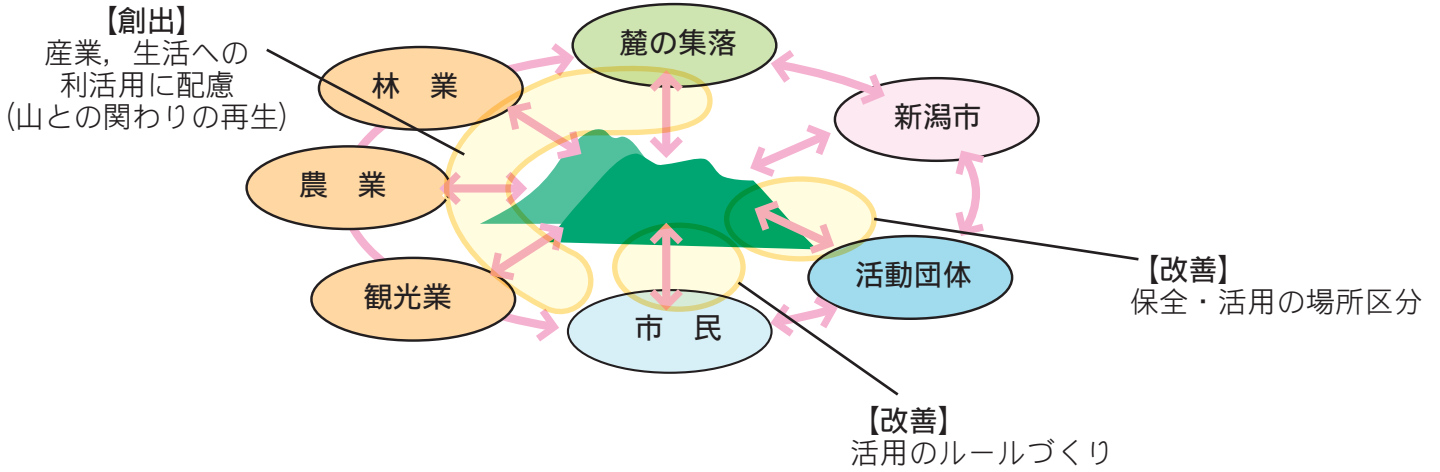 【創出】
産業，生活への
利活用に配慮
(山との関わりの再生)
麓の集落
林　業
新潟市
農　業
観光業
活動団体
市　民
【改善】
保全・活用の場所区分
【改善】
活用のルールづくり